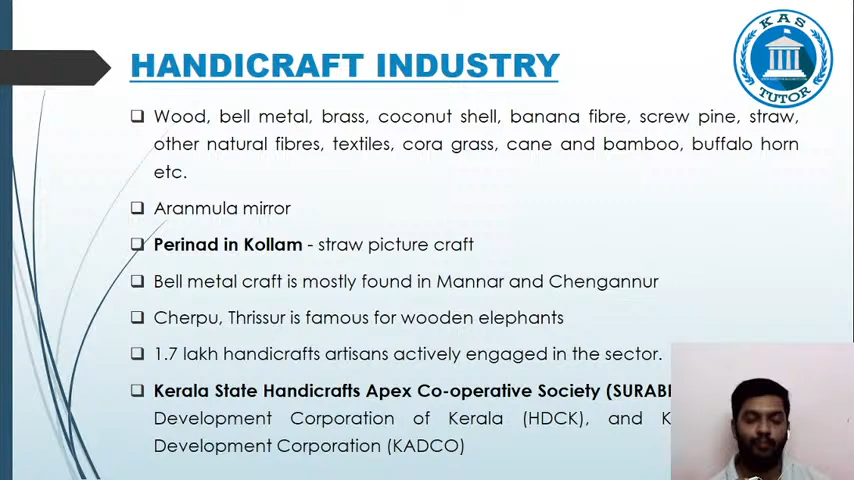 HANDICRAFT INDUSTRY
KAS
TUTOR
❑ Wood, bell metal, brass, coconut shell, banana fibre, screw pine, straw,
other natural fibres, textiles, cora grass, cane and bamboo, buffalo horn
etc.
❑ Aranmula mirror
❑ Perinad in Kollam - straw picture craft
❑ Bell metal craft is mostly found in Mannar and Chengannur
❑ Cherpu, Thrissur is famous for wooden elephants
❑ 1.7 lakh handicrafts artisans actively engaged in the sector.
❑ Kerala State Handicrafts Apex Co-operative Society
Development Corporation of Kerala (HDCK), and
Development Corporation (KADCO)